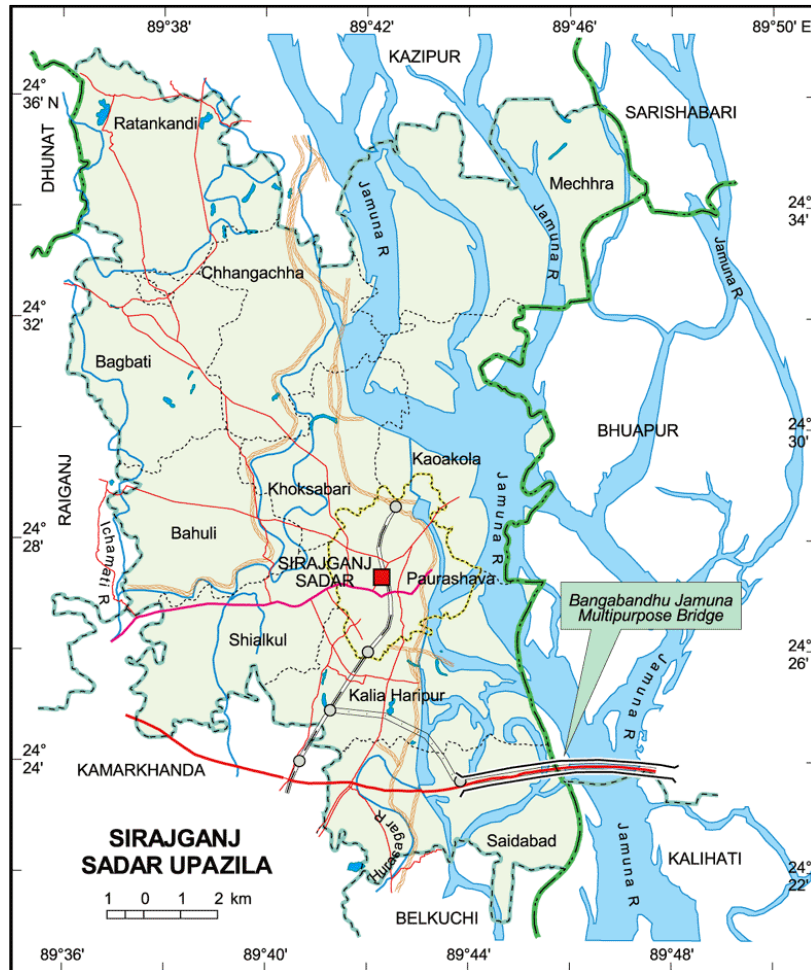 89°38'
89°42'
89°46'
89°50' E
24°
36' N
KAZIPUR
SARISHABARI
Ratankandi
DHUNAT
Mechhra
Jamuna R
Jamuna R
Jamuna R
24°
34'
Chhangachha
24°
32'
Bagbati
BHUAPUR
24°
30'
Kaoakola
RAIGANJ
Khoksabari
Ichamati R
Bahuli
Jamuna R
24°
28'
SIRAJGANJ
SADAR
Paurashava
Bangabandhu Jamuna
Multipurpose Bridge
Shialkul
24°
26'
Jamuna R
Kalia Haripur
24°
24'
KAMARKHANDA
SIRAJGANJ
SADAR UPAZILA
Hurasagar R
Saidabad
Jamuna R
KALIHATI
24°
22'
1 0 1 2 km
BELKUCHI
89°36'
89°40'
89°44'
89°48'